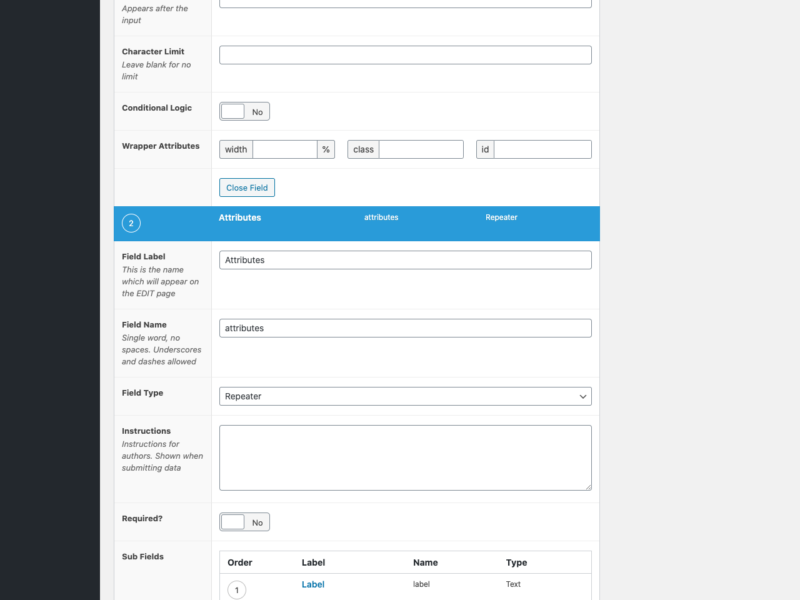 Appears after the
input
Character Limit
Leave blank for no
limit
Conditional Logic
No
Wrapper Attributes
width % class id
Close Field
2 Attributes attributes Repeater
Field Label
This is the name
which will appear on
the EDIT page
Attributes
Field Name
Single word, no
spaces. Underscores
and dashes allowed
attributes
Field Type
Repeater
Instructions
Instructions for
authors. Shown when
submitting data
Required?
No
Sub Fields
Order Label Name Type
1 Label label Text